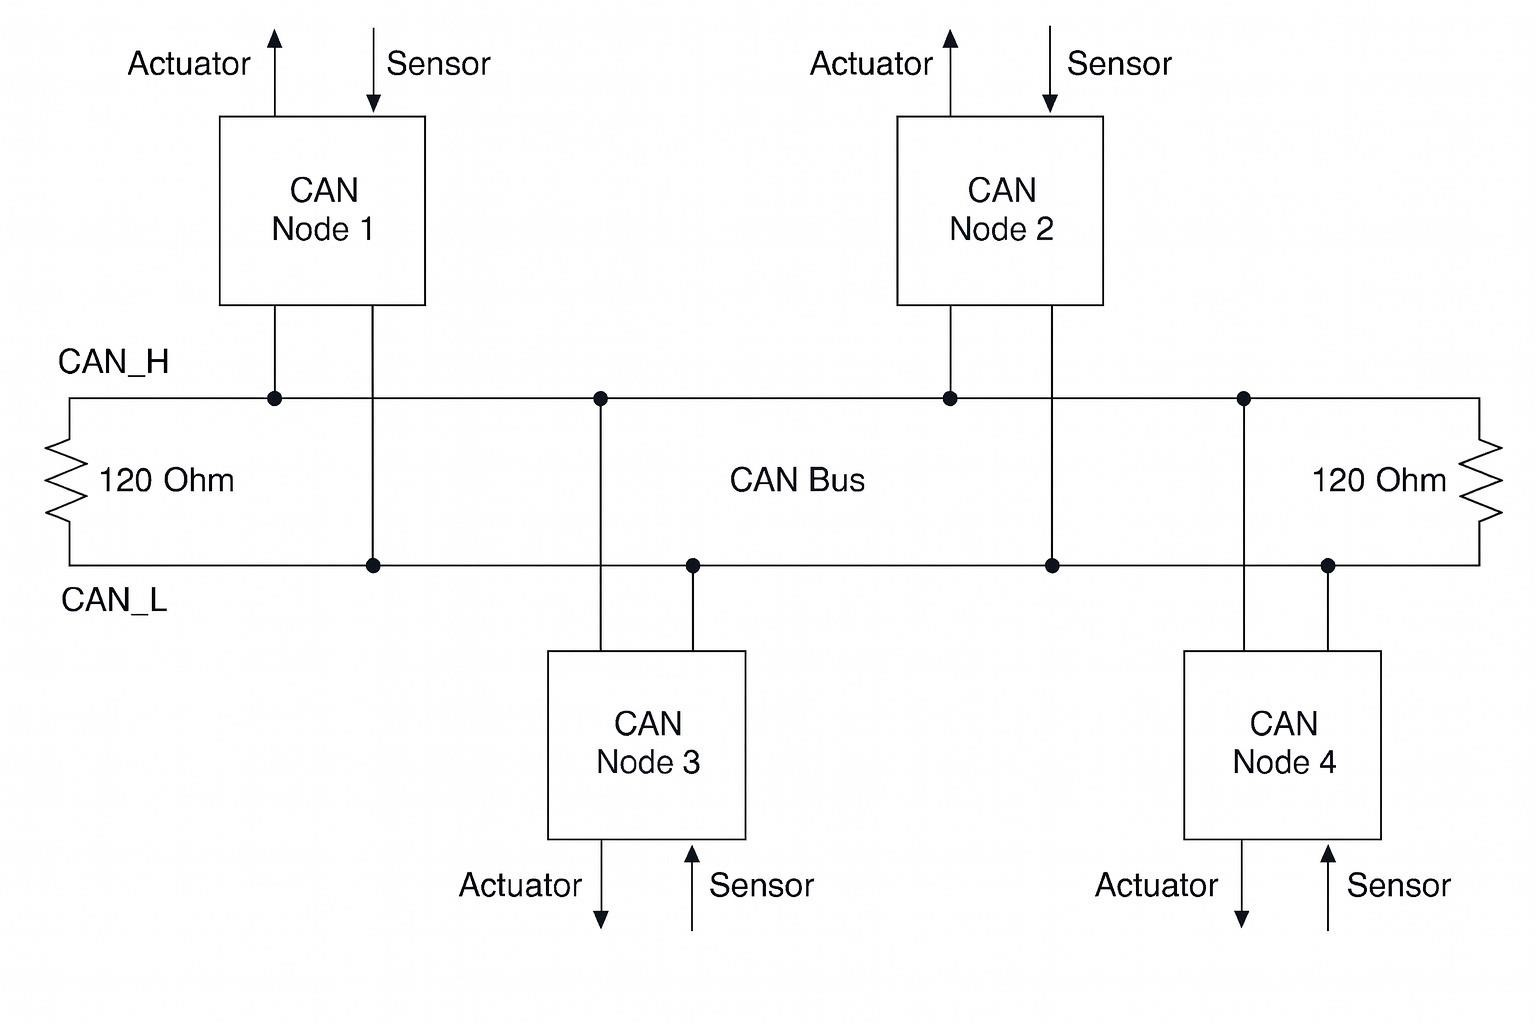 Actuator
Sensor
Actuator
Sensor
CAN
Node 1
CAN
Node 2
CAN_H
120 Ohm
CAN Bus
120 Ohm
CAN_L
CAN
Node 3
CAN
Node 4
Actuator
Sensor
Actuator
Sensor